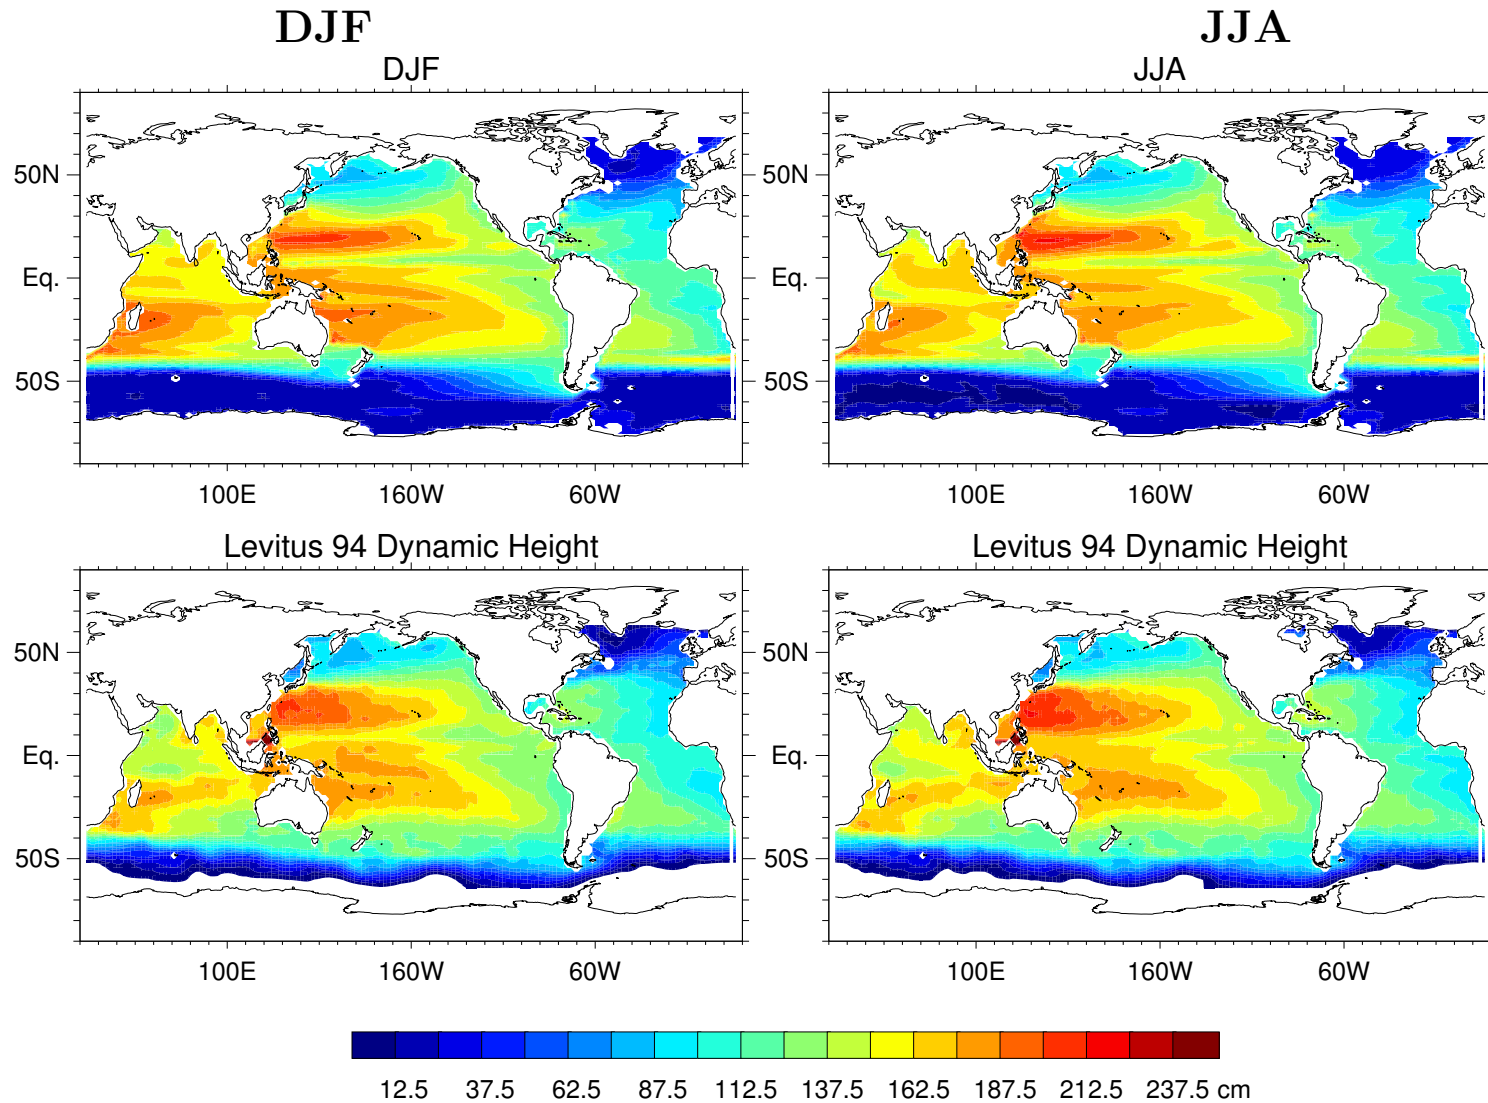 DJF JJA
DJF JJA
50N 50N
Eq. Eq.
50S 50S
100E 160W 60W 100E 160W 60W
Levitus 94 Dynamic Height Levitus 94 Dynamic Height
50N 50N
Eq. Eq.
50S 50S
100E 160W 60W 100E 160W 60W
12.5 37.5 62.5 87.5 112.5 137.5 162.5 187.5 212.5 237.5 cm